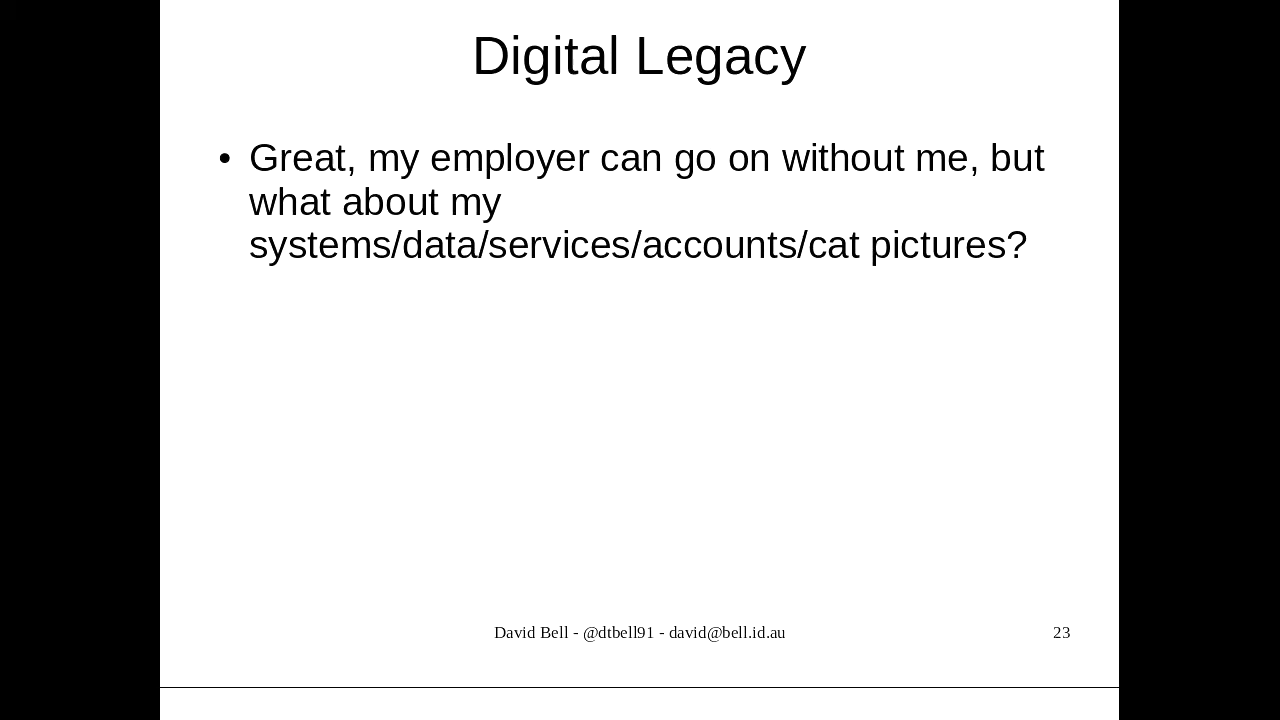 Digital Legacy
• Great, my employer can go on without me, but
what about my
systems/data/services/accounts/cat pictures?
David Bell - @dtbell91 - david@bell.id.au
23